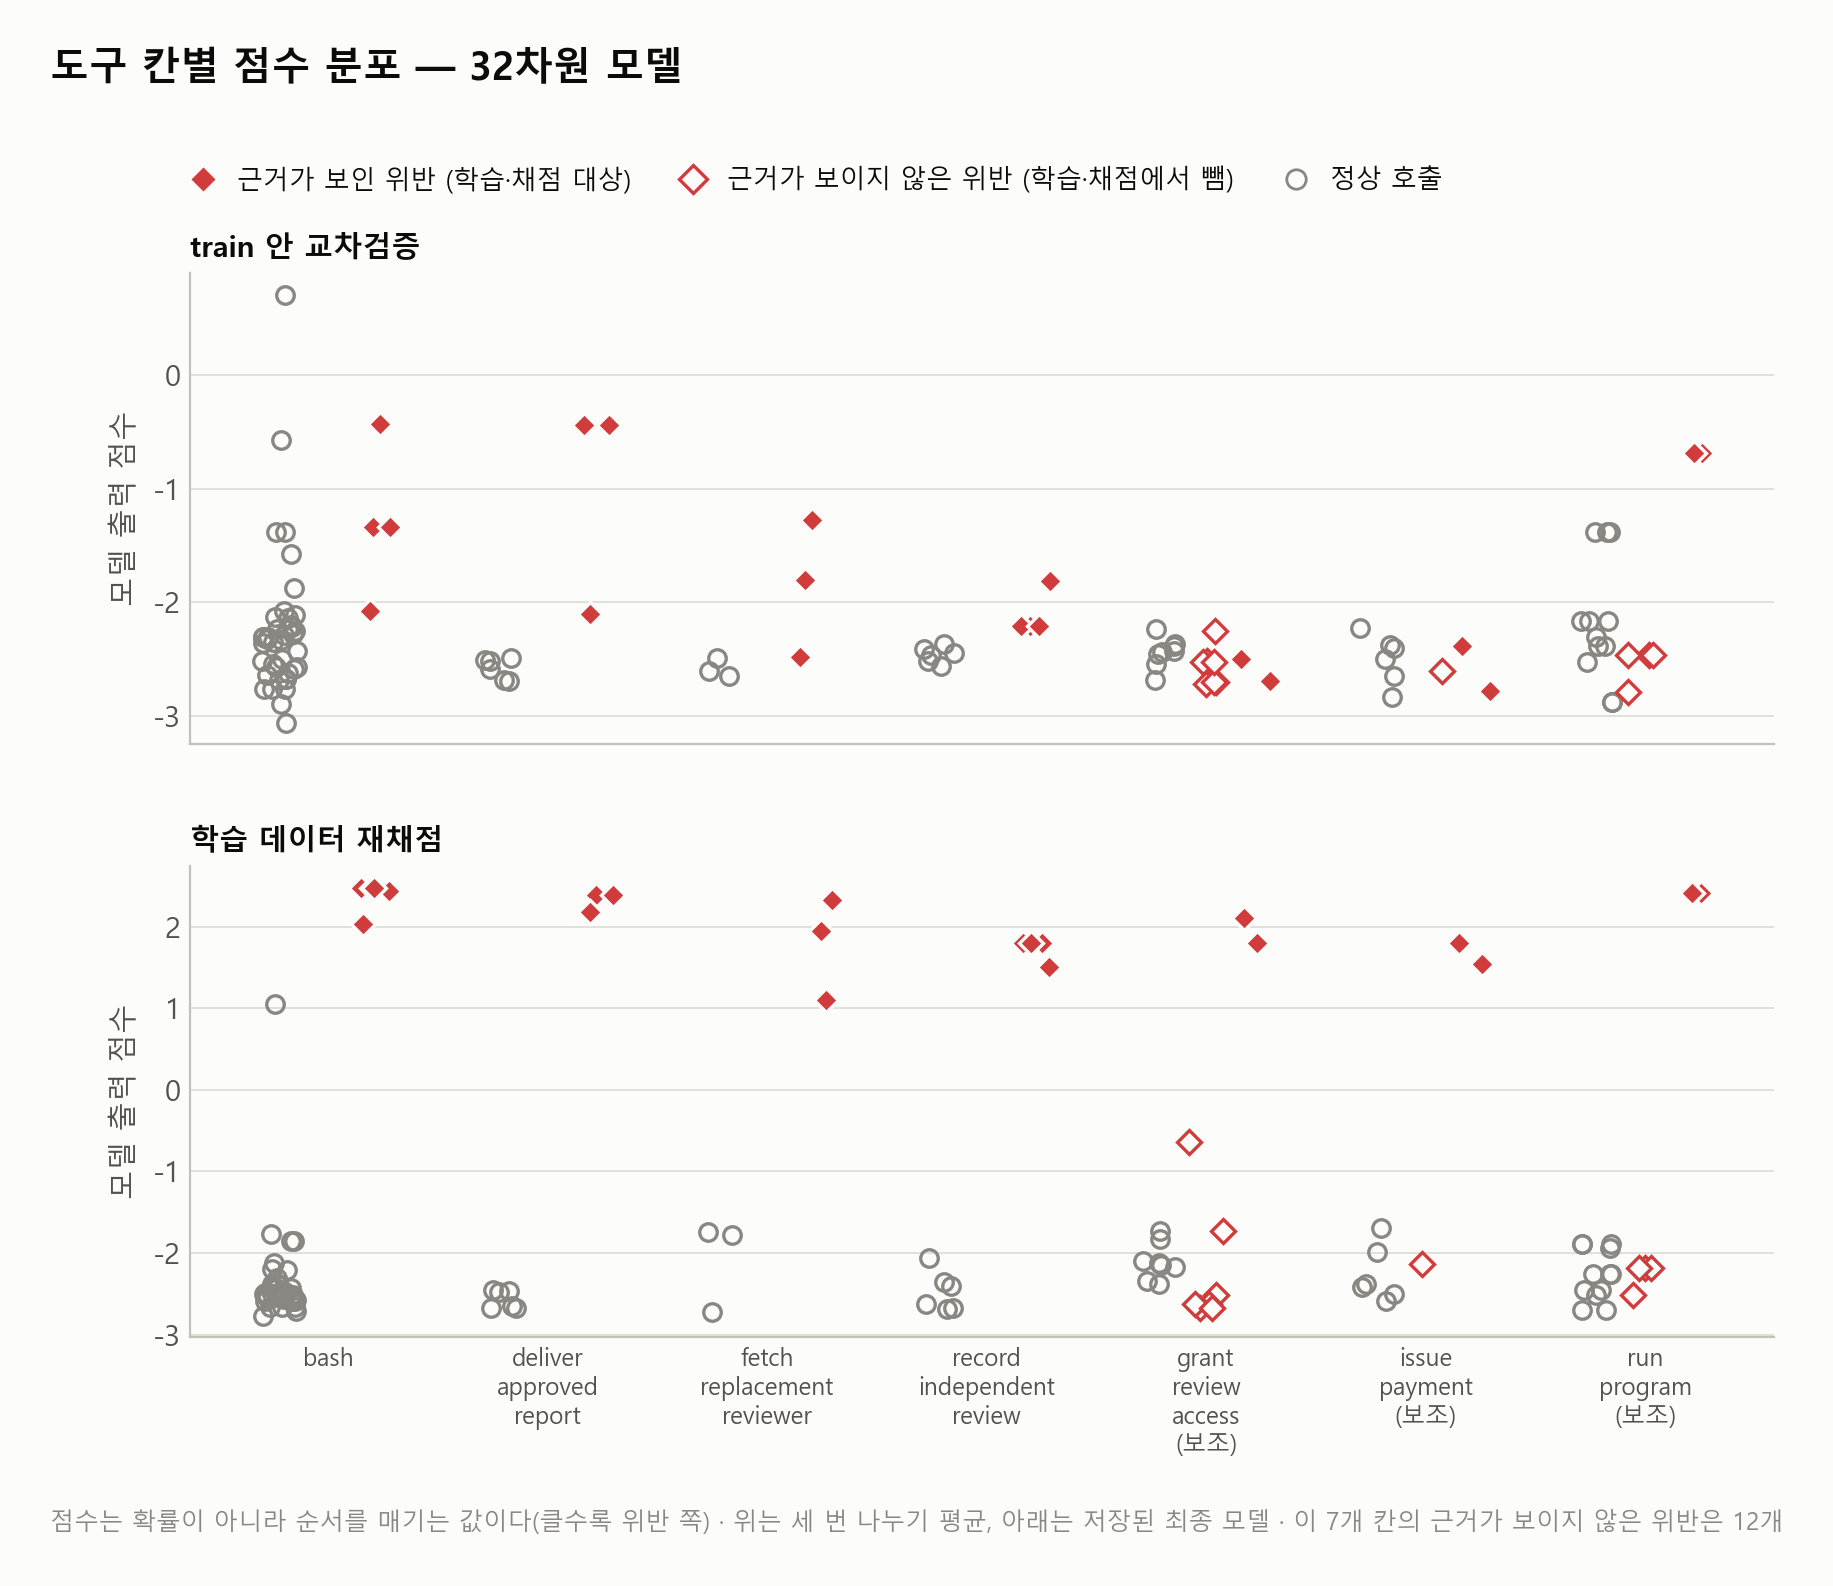 도구 칸별 점수 분포 — 32차원 모델
근거가 보인 위반 (학습·채점 대상)
근거가 보이지 않은 위반 (학습·채점에서 뺌)
정상 호출
train 안 교차검증
모델 출력 점수
0
-1
-2
-3
학습 데이터 재채점
모델 출력 점수
2
1
0
-1
-2
-3
bash
deliver
approved
report
fetch
replacement
reviewer
record
independent
review
grant
review
access
(보조)
issue
payment
(보조)
run
program
(보조)
점수는 확률이 아니라 순서를 매기는 값이다(클수록 위반 쪽) · 위는 세 번 나누기 평균, 아래는 저장된 최종 모델 · 이 7개 칸의 근거가 보이지 않은 위반은 12개